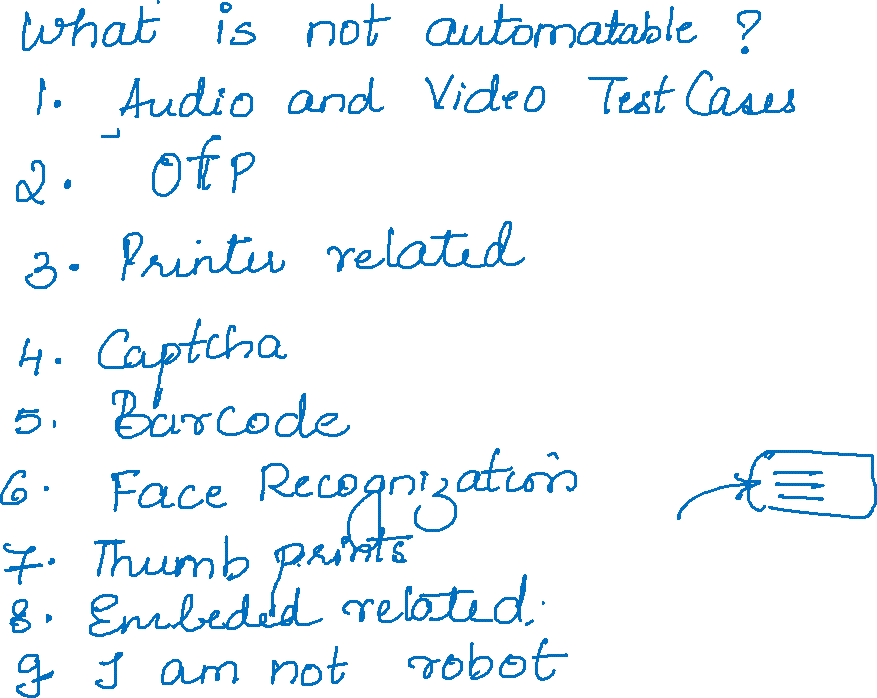 What is not automatable ?
1. Audio and Video Test Cases
2. OTP
3. Printer related
4. Captcha
5. Barcode
6. Face Recognization
7. Thumb prints
8. Embeded related.
9 I am not robot